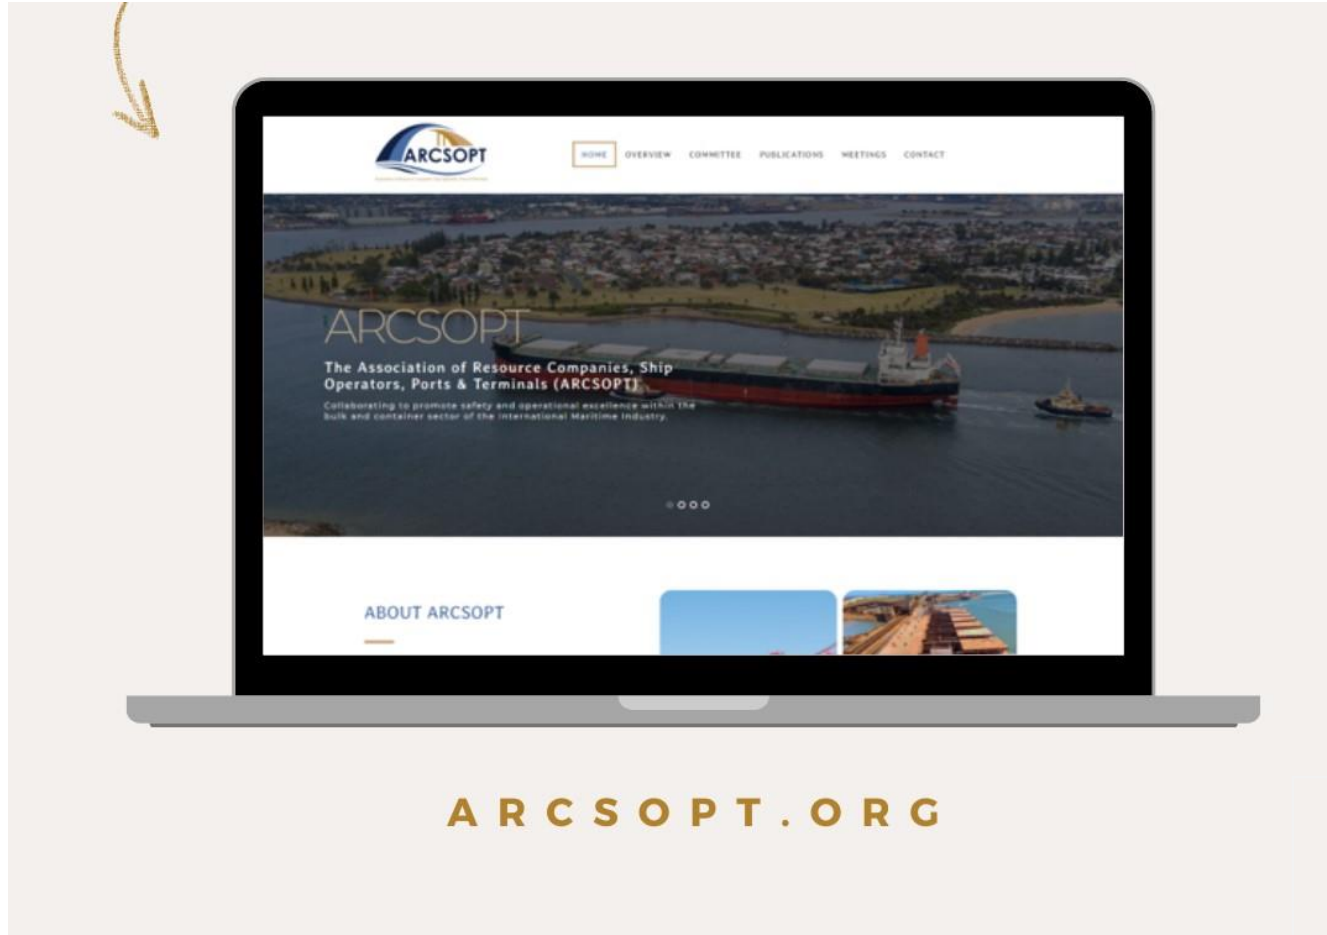 ARCSOPT
HOME OVERVIEW COMMITTEE PUBLICATIONS MEETINGS CONTACT
ARCSOPT
The Association of Resource Companies, Ship
Operators, Ports & Terminals (ARCSOPT)
Collaborating to promote safety and operational excellence within the
bulk and container sector of the International Maritime Industry.
ABOUT ARCSOPT
ARCSOPT.ORG